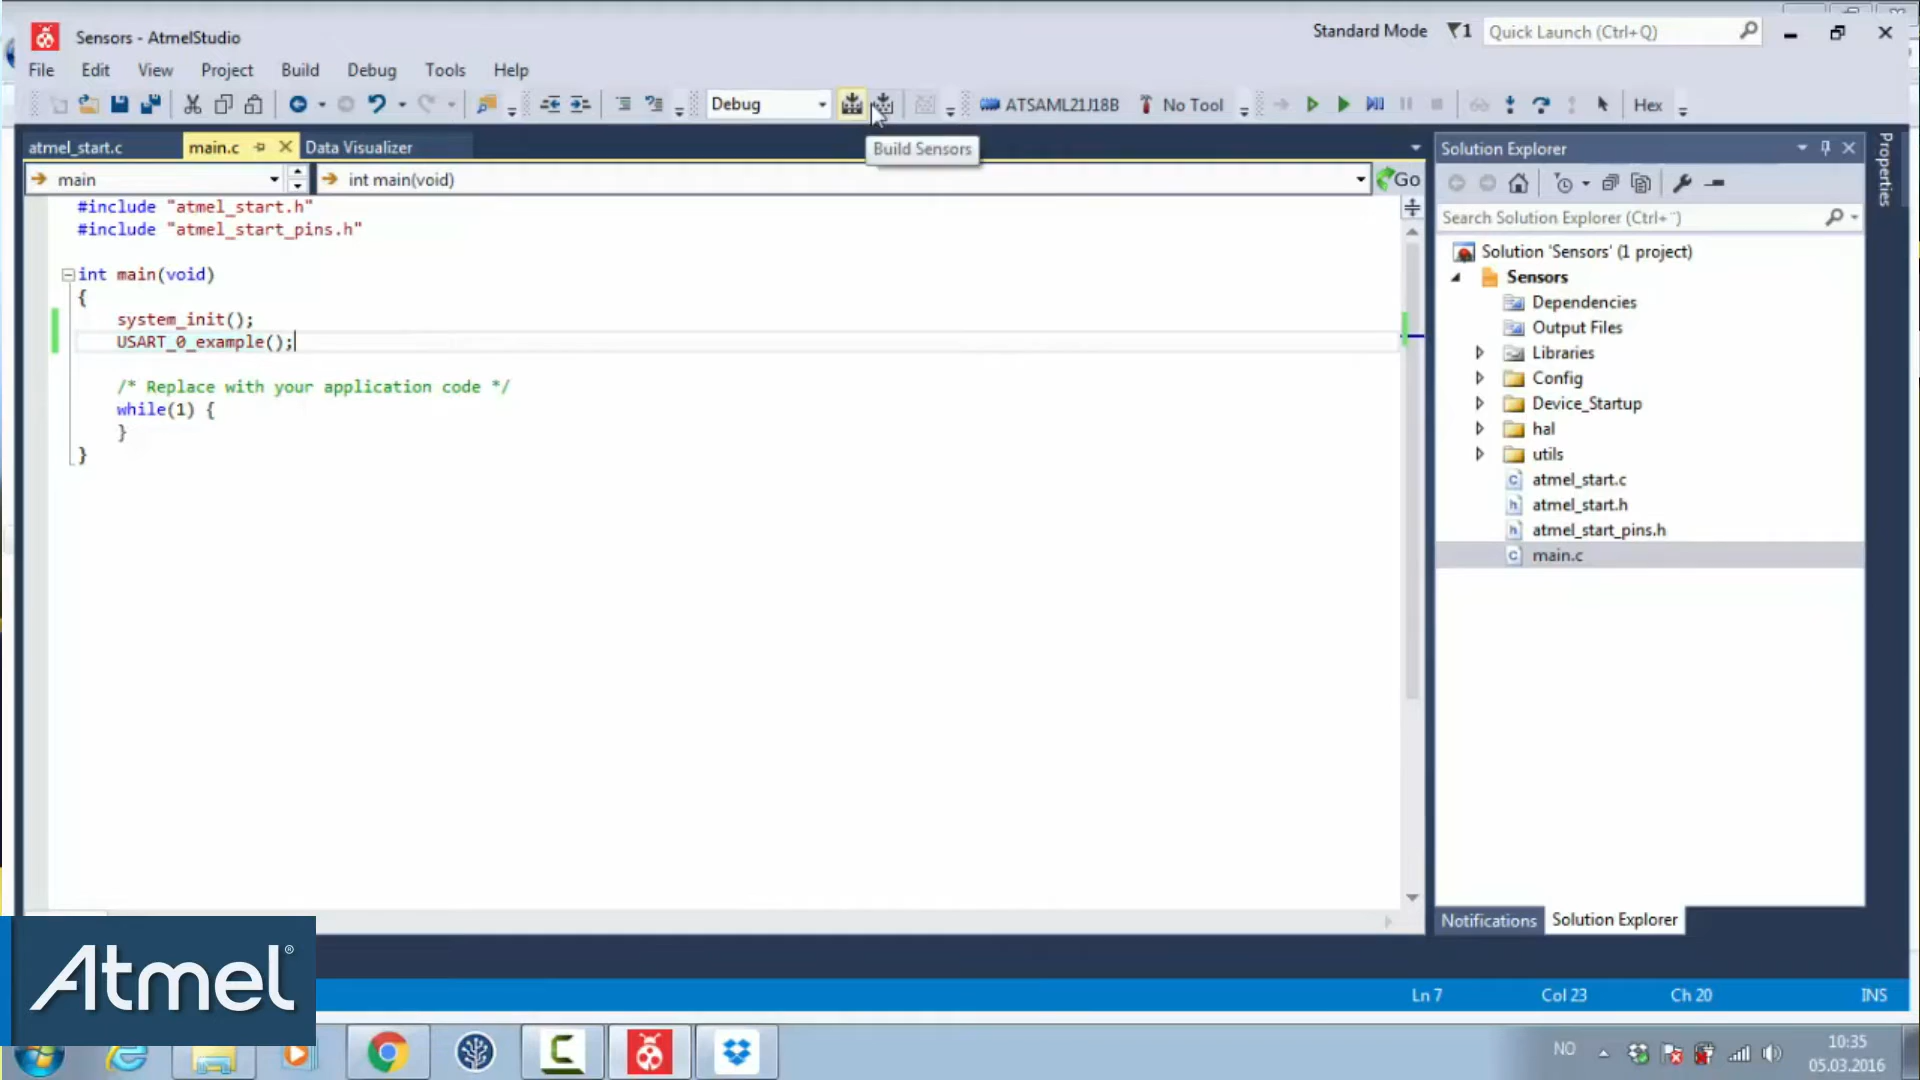 Sensors - AtmelStudio
Standard Mode
1
Quick Launch (Ctrl+Q)
File Edit View Project Build Debug Tools Help
Debug
ATSAML21J18B
No Tool
Hex
atmel_start.c
main.c
Data Visualizer
Build Sensors
main
int main(void)
Go
#include "atmel_start.h"
#include "atmel_start_pins.h"
int main(void)
{
system_init();
USART_0_example();
/* Replace with your application code */
while(1) {
}
}
Solution Explorer
Search Solution Explorer (Ctrl+¨)
Solution 'Sensors' (1 project)
Sensors
Dependencies
Output Files
Libraries
Config
Device_Startup
hal
utils
atmel_start.c
atmel_start.h
atmel_start_pins.h
main.c
Notifications
Solution Explorer
Properties
Ln 7
Col 23
Ch 20
INS
Atmel®
NO
10:35
05.03.2016